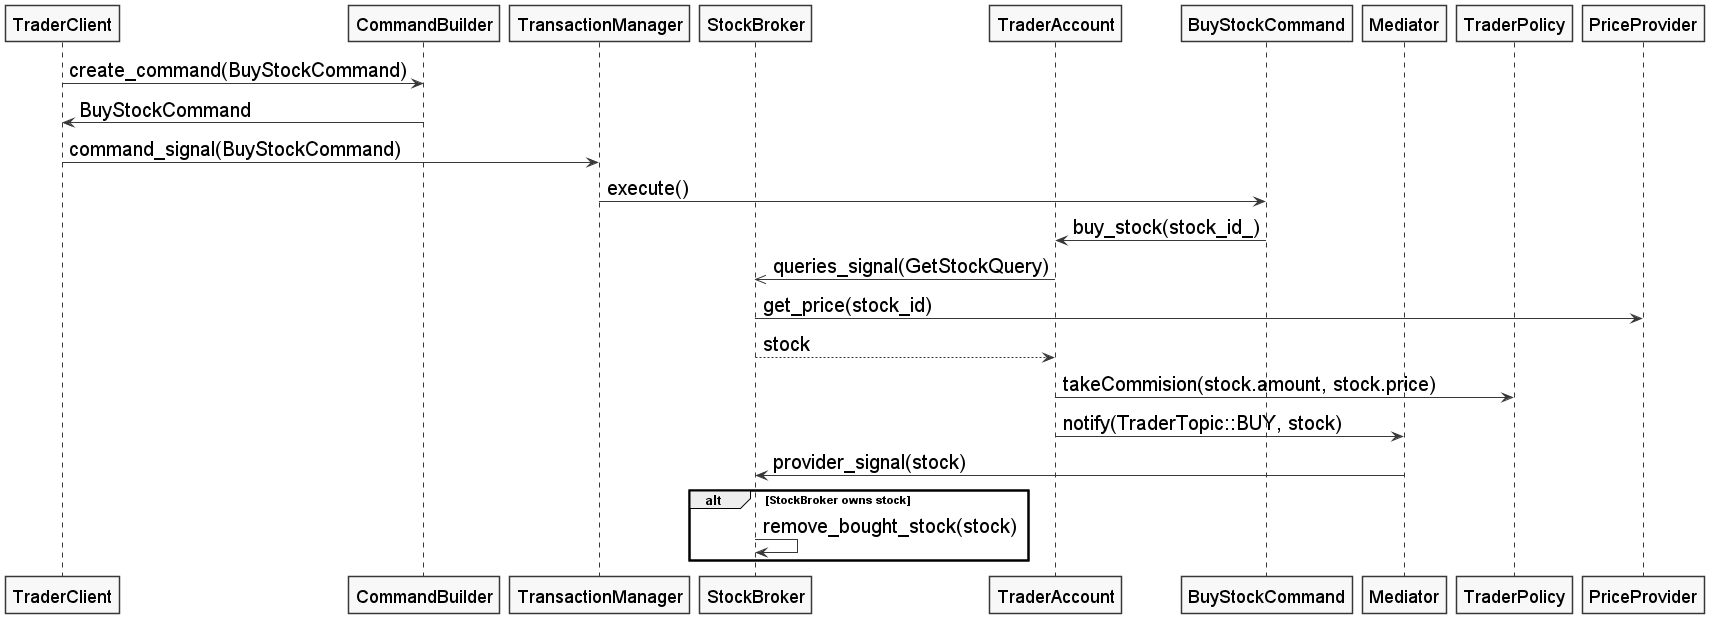 TraderClient CommandBuilder TransactionManager StockBroker TraderAccount BuyStockCommand Mediator TraderPolicy PriceProvider
create_command(BuyStockCommand)
BuyStockCommand
command_signal(BuyStockCommand)
execute()
buy_stock(stock_id_)
queries_signal(GetStockQuery)
get_price(stock_id)
stock
takeCommision(stock.amount, stock.price)
notify(TraderTopic::BUY, stock)
provider_signal(stock)
alt [StockBroker owns stock]
remove_bought_stock(stock)
TraderClient CommandBuilder TransactionManager StockBroker TraderAccount BuyStockCommand Mediator TraderPolicy PriceProvider